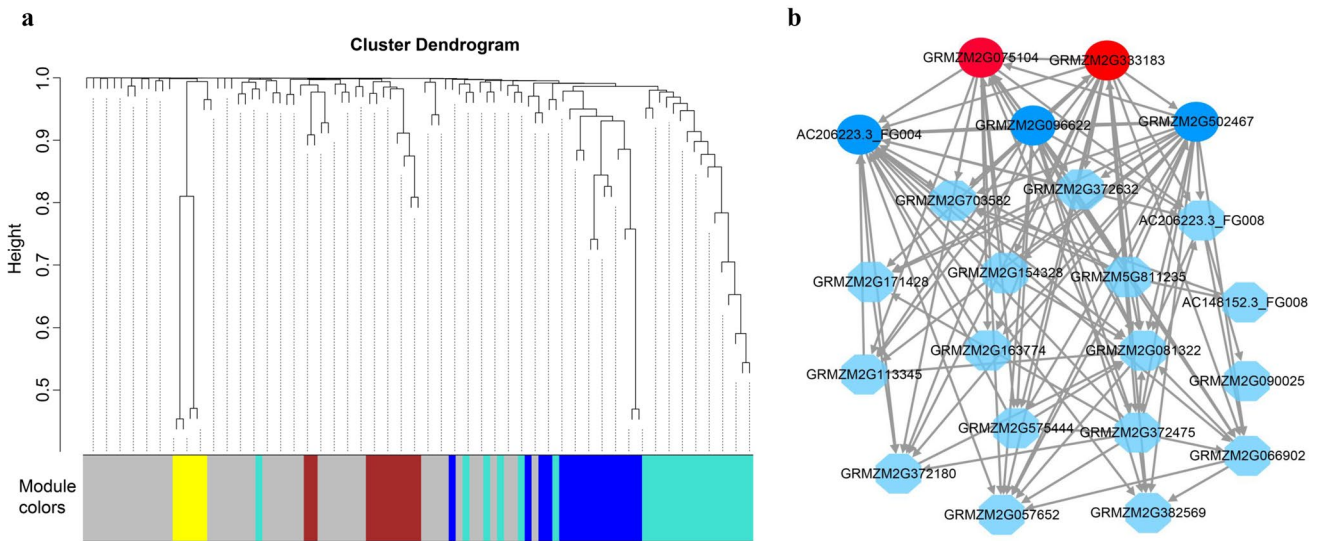 a
Cluster Dendrogram
Height
1.0
0.9
0.8
0.7
0.6
0.5
Module
colors
b
GRMZM2G075104
GRMZM2G333183
AC206223.3_FG004
GRMZM2G096622
GRMZM2G502467
GRMZM2G703582
GRMZM2G372632
AC206223.3_FG008
GRMZM2G171428
GRMZM2G154328
GRMZM5G811235
AC148152.3_FG008
GRMZM2G113345
GRMZM2G163774
GRMZM2G081322
GRMZM2G090025
GRMZM2G575444
GRMZM2G372475
GRMZM2G066902
GRMZM2G372180
GRMZM2G057652
GRMZM2G382569